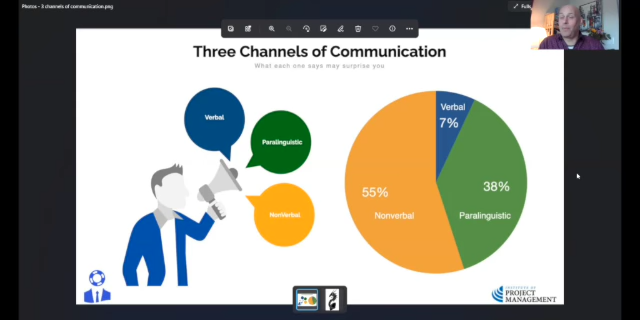 Photos - 3 channels of communication.png
Three Channels of Communication
What each one says may surprise you
Verbal
Paralinguistic
NonVerbal
Verbal
7%
38%
Paralinguistic
55%
Nonverbal
INSTITUTE OF
PROJECT
MANAGEMENT